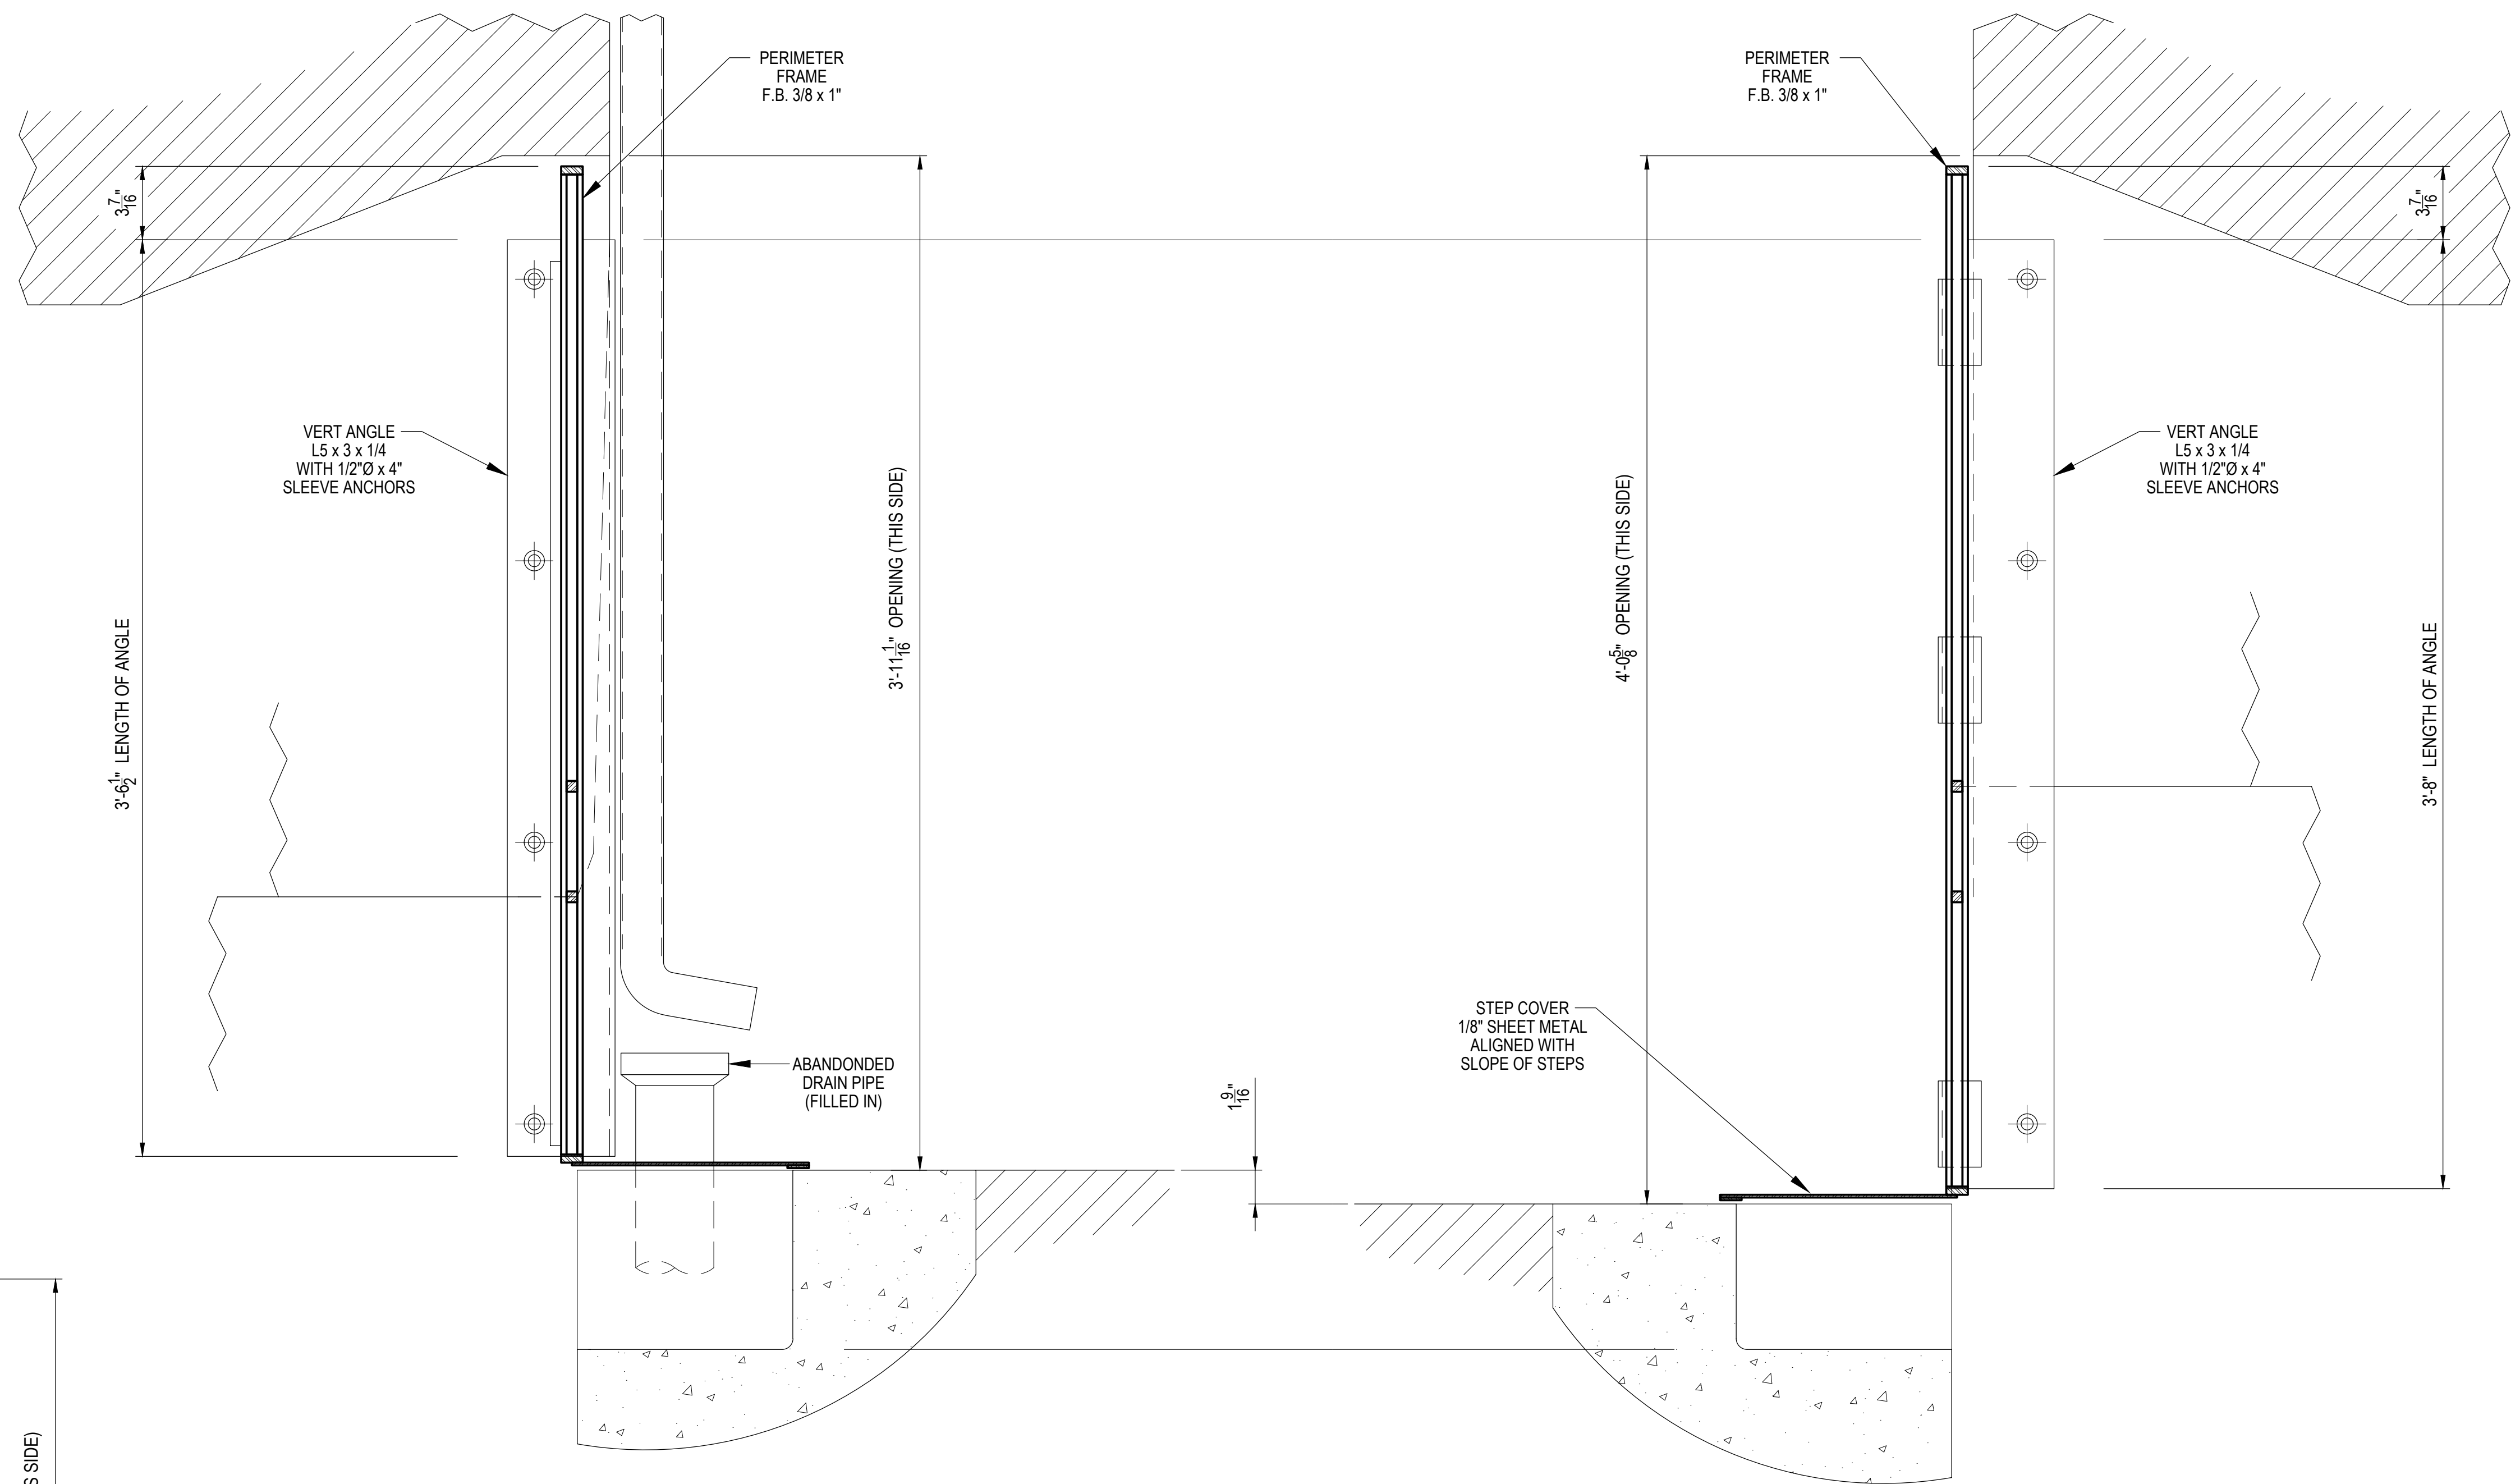 PERIMETER
FRAME
F.B. 3/8 x 1"
PERIMETER
FRAME
F.B. 3/8 x 1"
3 7/16"
3 7/16"
VERT ANGLE
L5 x 3 x 1/4
WITH 1/2"Ø x 4"
SLEEVE ANCHORS
VERT ANGLE
L5 x 3 x 1/4
WITH 1/2"Ø x 4"
SLEEVE ANCHORS
3'-6 1/2" LENGTH OF ANGLE
3'-11 1/16" OPENING (THIS SIDE)
4'-0 5/8" OPENING (THIS SIDE)
3'-8" LENGTH OF ANGLE
STEP COVER
1/8" SHEET METAL
ALIGNED WITH
SLOPE OF STEPS
ABANDONDED
DRAIN PIPE
(FILLED IN)
1 9/16"
SIDE)